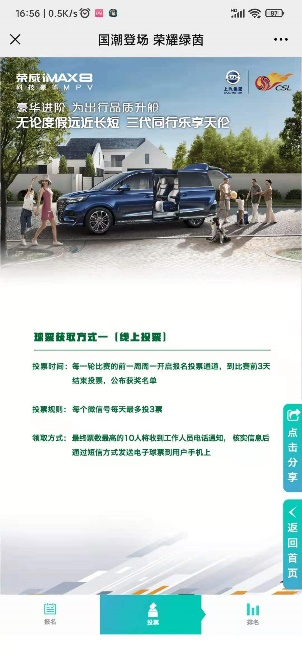 16:56 | 0.5K/s
97
国潮登场 荣耀绿茵
荣威iMAX8
科技豪华MPV
上汽集团
CSL
豪华进阶 为出行品质升舱
无论度假远近长短 三代同行乐享天伦
球票获取方式一（线上投票）
投票时间： 每一轮比赛的前一周周一开启报名投票通道，到比赛前3天
结束投票，公布获奖名单
投票规则： 每个微信号每天最多投3票
领取方式： 最终票数最高的10人将收到工作人员电话通知， 核实信息后
通过短信方式发送电子球票到用户手机上
点击分享
返回首页
报名
投票
排名